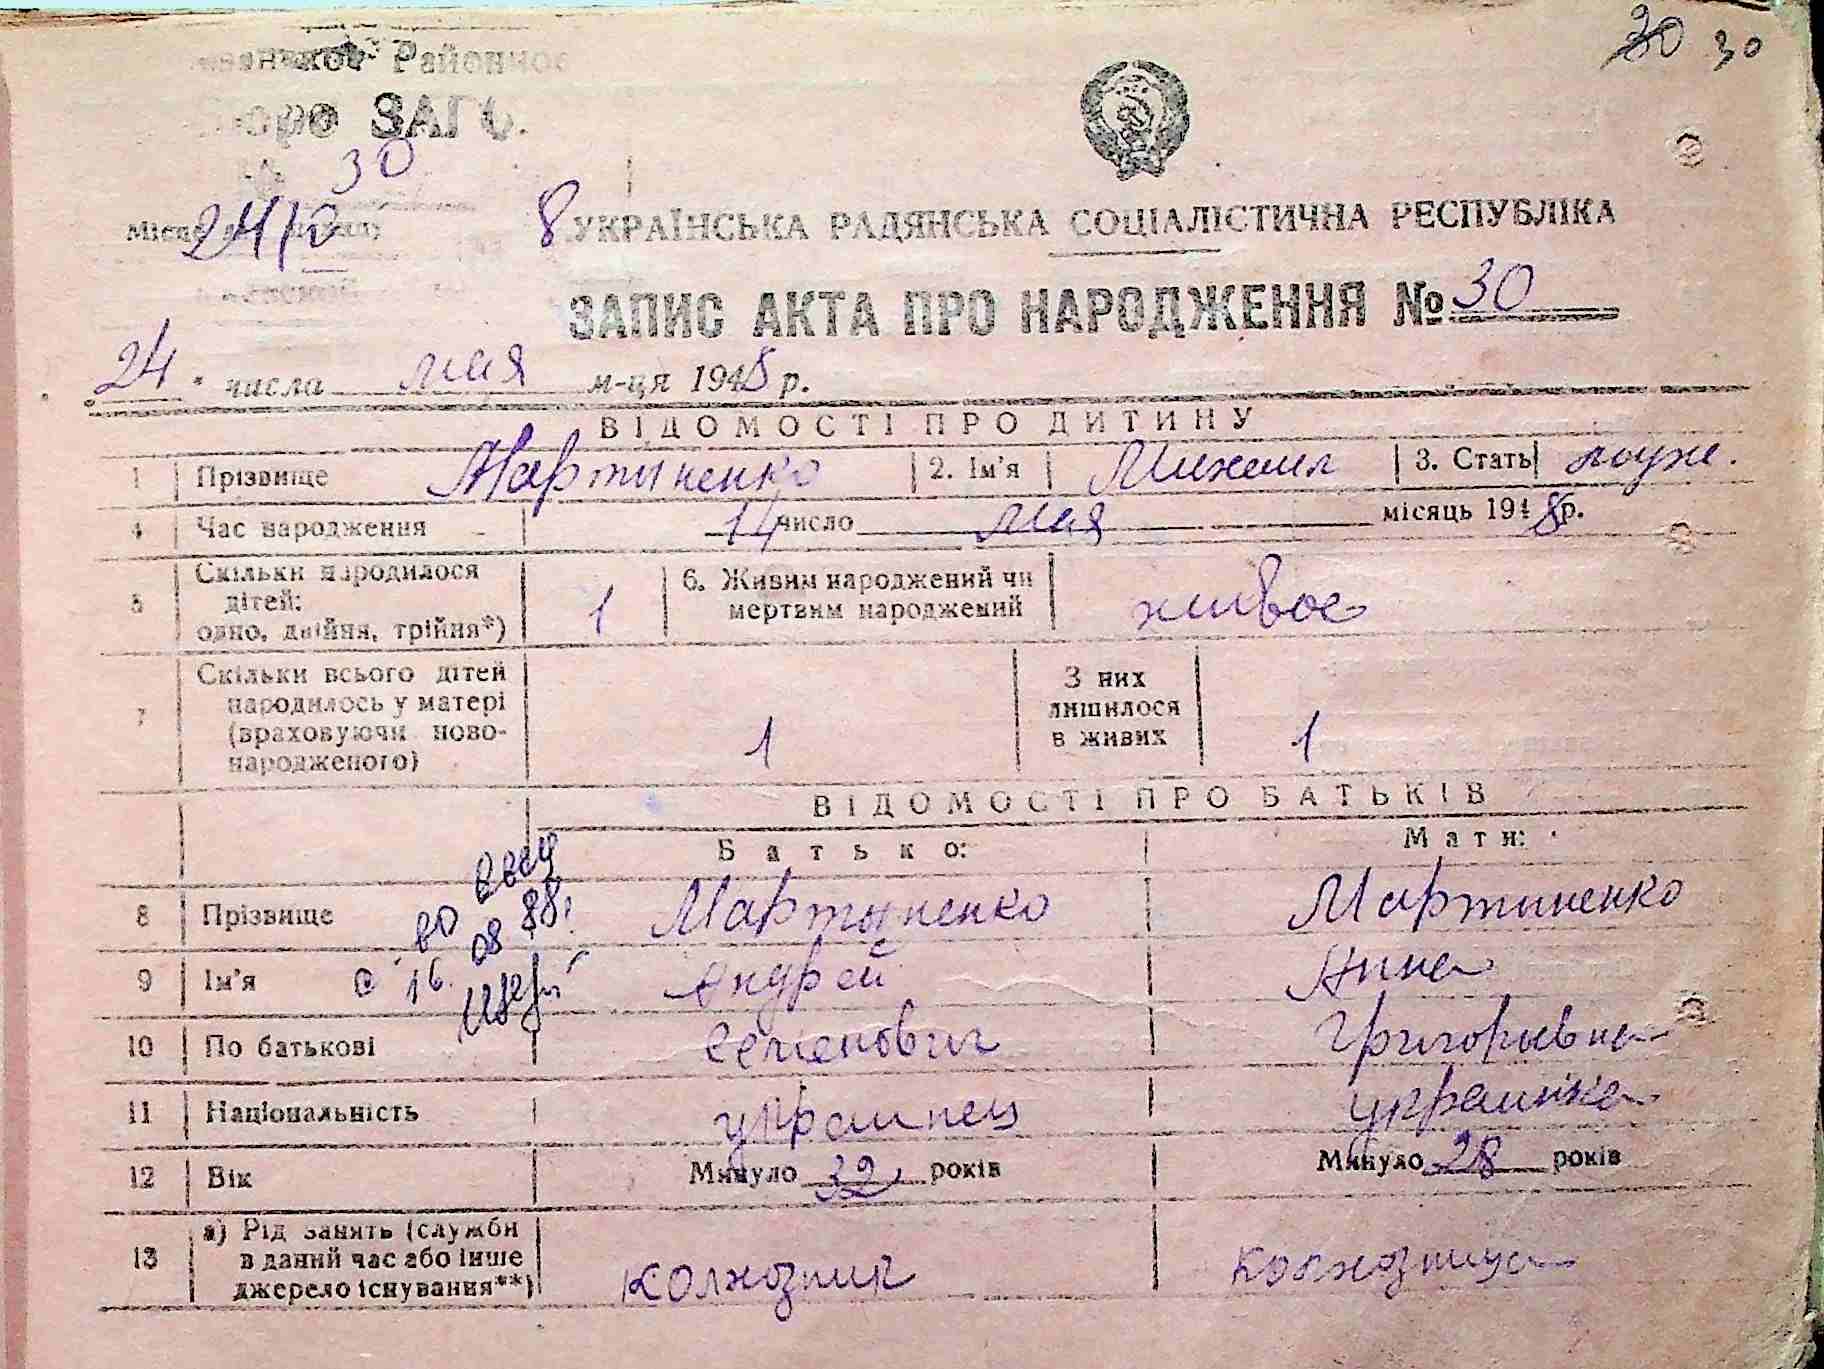 30 30
Районное
Бюро ЗАГС.
30
24/V 8
УКРАЇНСЬКА РАДЯНСЬКА СОЦІАЛІСТИЧНА РЕСПУБЛІКА
ЗАПИС АКТА ПРО НАРОДЖЕННЯ № 30
24 числа мая м-ця 1948 р.
ВІДОМОСТІ ПРО ДИТИНУ
1 Прізвище Мартыненко 2. Ім'я Михаил 3. Стать муж.
4 Час народження 14 число мая місяць 1948 р.
5 Скільки народилося дітей: одно, двійня, трійня*) 1 6. Живим народжений чи мертвим народжений живое
7 Скільки всього дітей народилось у матері (враховуючи новонародженого) 1 З них лишилося в живих 1
ВІДОМОСТІ ПРО БАТЬКІВ
Батько: Мати:
8 Прізвище Мартыненко Мартиненко
9 Ім'я Андрей Анна
16. 08 88г
10 По батькові Семенович Григорьевна
11 Національність украинец украинка
12 Вік Минуло 32 років Минуло 28 років
13 а) Рід занять (служби в даний час або інше джерело існування**) колхозник колхозница